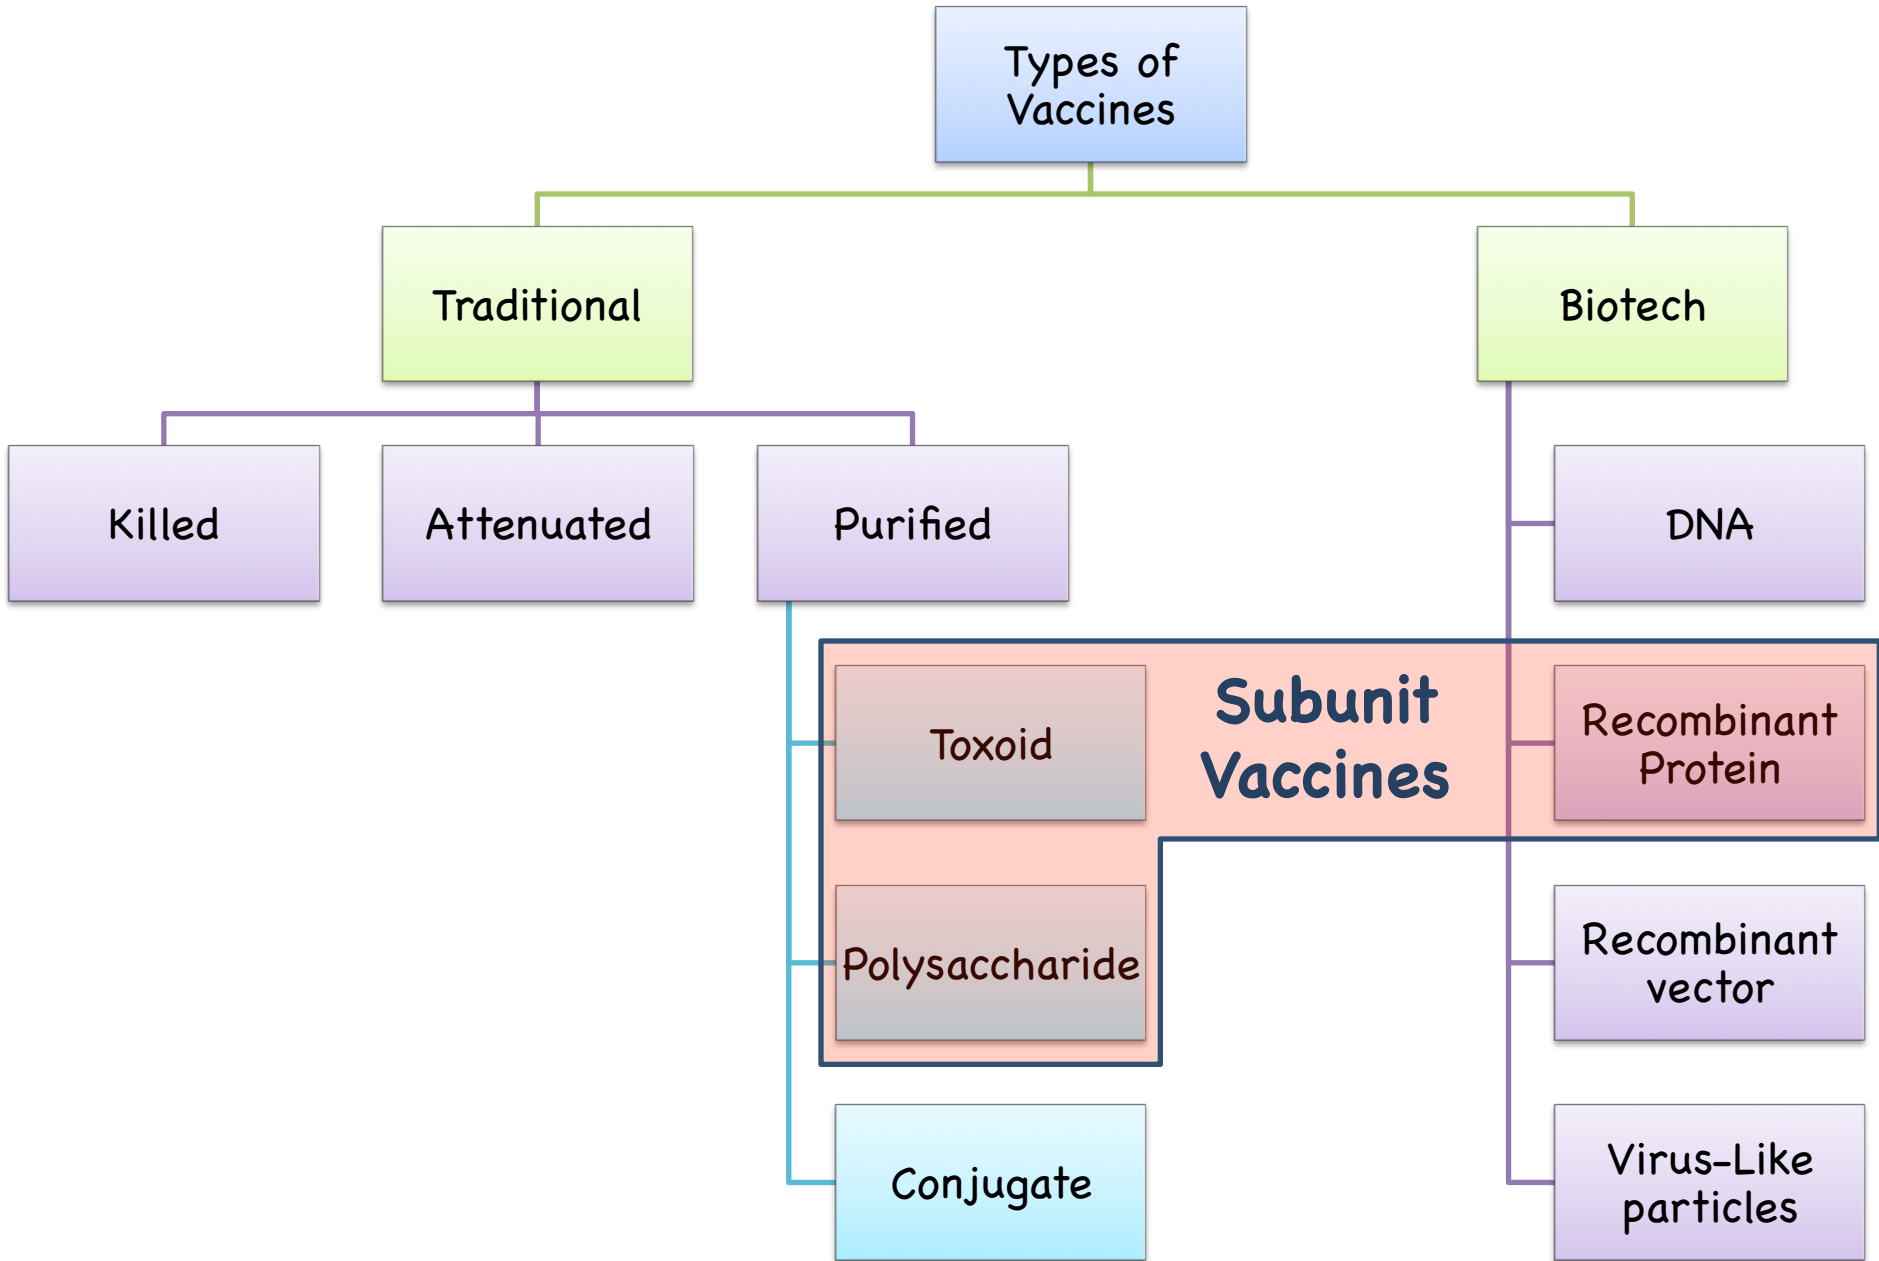 Types of
Vaccines
Traditional
Biotech
Killed
Attenuated
Purified
DNA
Toxoid
Subunit
Vaccines
Recombinant
Protein
Polysaccharide
Recombinant
vector
Conjugate
Virus-Like
particles